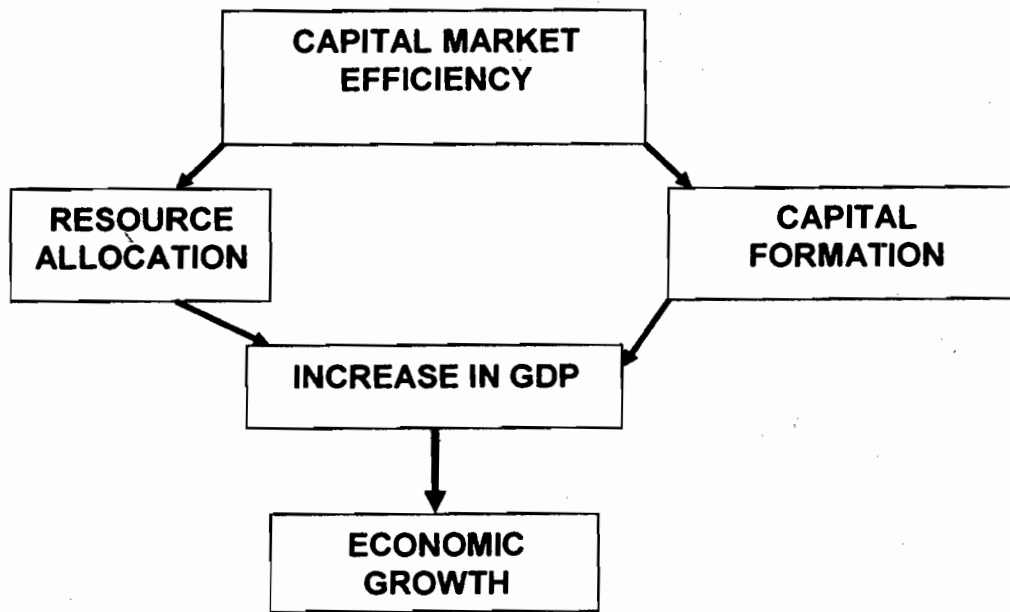 CAPITAL MARKET
EFFICIENCY
RESOURCE
ALLOCATION
CAPITAL
FORMATION
INCREASE IN GDP
ECONOMIC
GROWTH